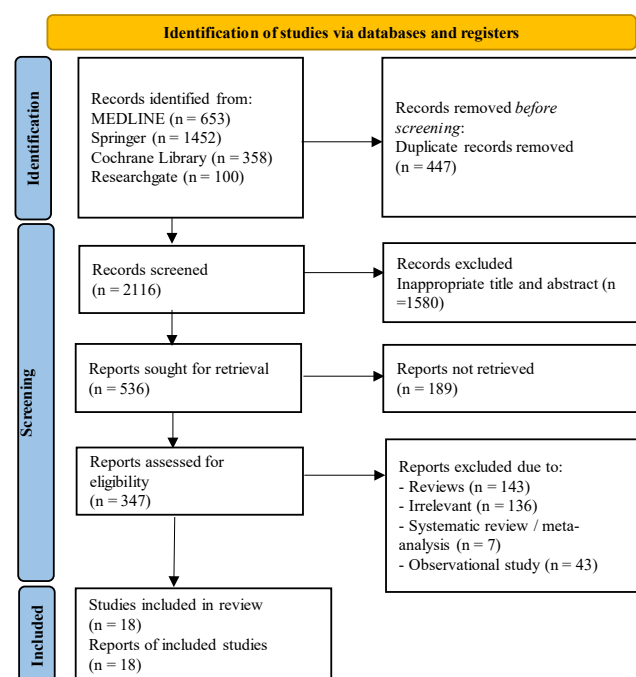 Identification of studies via databases and registers
Identification
Records identified from:
MEDLINE (n = 653)
Springer (n = 1452)
Cochrane Library (n = 358)
Researchgate (n = 100)
Records removed before
screening:
Duplicate records removed
(n = 447)
Screening
Records screened
(n = 2116)
Records excluded
Inappropriate title and abstract (n
=1580)
Reports sought for retrieval
(n = 536)
Reports not retrieved
(n = 189)
Reports assessed for
eligibility
(n = 347)
Reports excluded due to:
- Reviews (n = 143)
- Irrelevant (n = 136)
- Systematic review / meta-
analysis (n = 7)
- Observational study (n = 43)
Included
Studies included in review
(n = 18)
Reports of included studies
(n = 18)